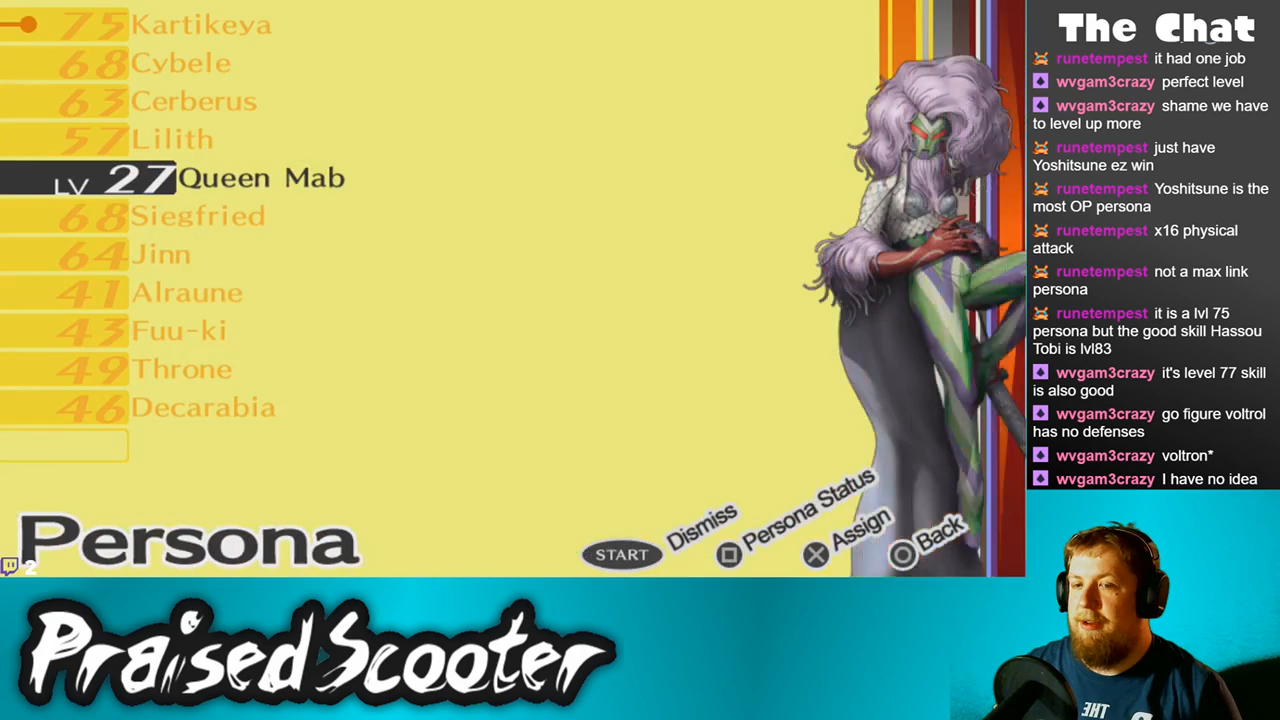 75 Kartikeya
68 Cybele
63 Cerberus
57 Lilith
LV 27 Queen Mab
68 Siegfried
64 Jinn
41 Alraune
43 Fuu-ki
49 Throne
46 Decarabia
Persona
2
START Dismiss
Persona Status
Assign
Back
PraisedScooter
The Chat
runetempest it had one job
wvgam3crazy perfect level
wvgam3crazy shame we have
to level up more
runetempest just have
Yoshitsune ez win
runetempest Yoshitsune is the
most OP persona
runetempest x16 physical
attack
runetempest not a max link
persona
runetempest it is a lvl 75
persona but the good skill Hassou
Tobi is lvl83
wvgam3crazy it's level 77 skill
is also good
wvgam3crazy go figure voltrol
has no defenses
wvgam3crazy voltron*
wvgam3crazy I have no idea
THE